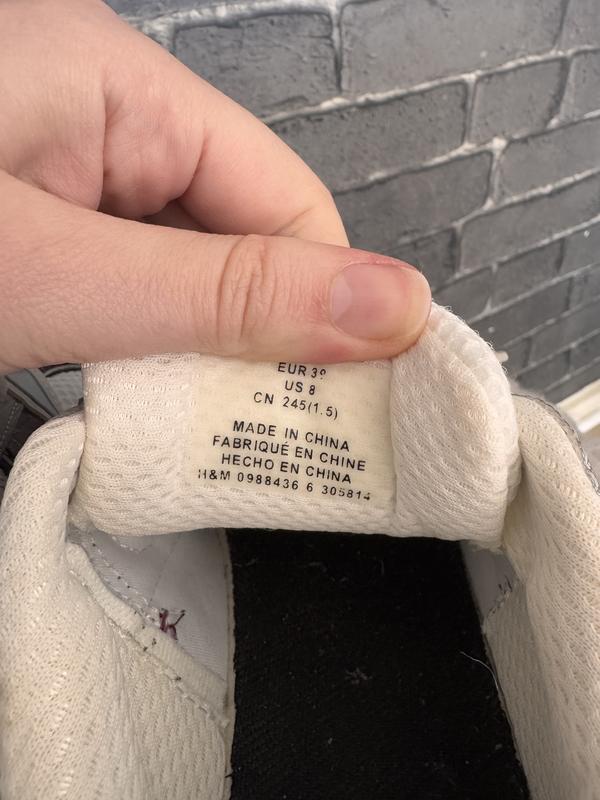 EUR 39
US 8
CN 245(1.5)
MADE IN CHINA
FABRIQUÉ EN CHINE
HECHO EN CHINA
H&M 0988436 6 305814